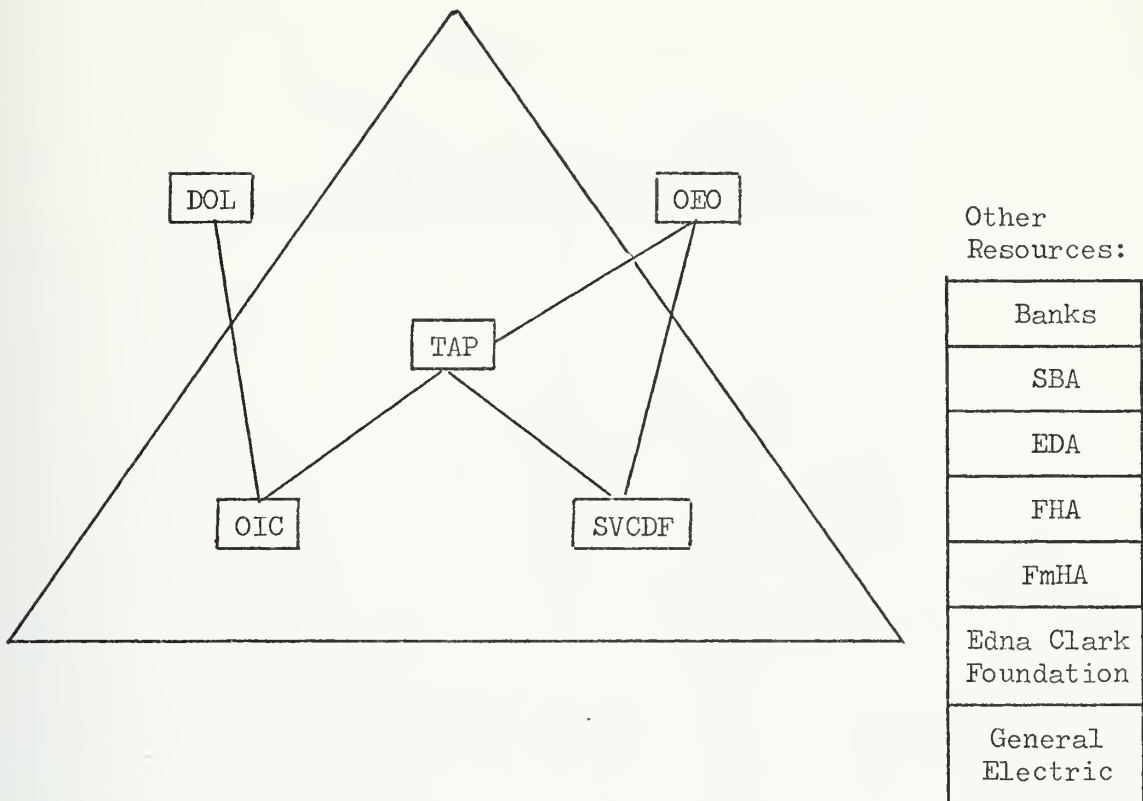 DOL
OEO
TAP
OIC
SVCDF
Other
Resources:
Banks
SBA
EDA
FHA
FmHA
Edna Clark
Foundation
General
Electric